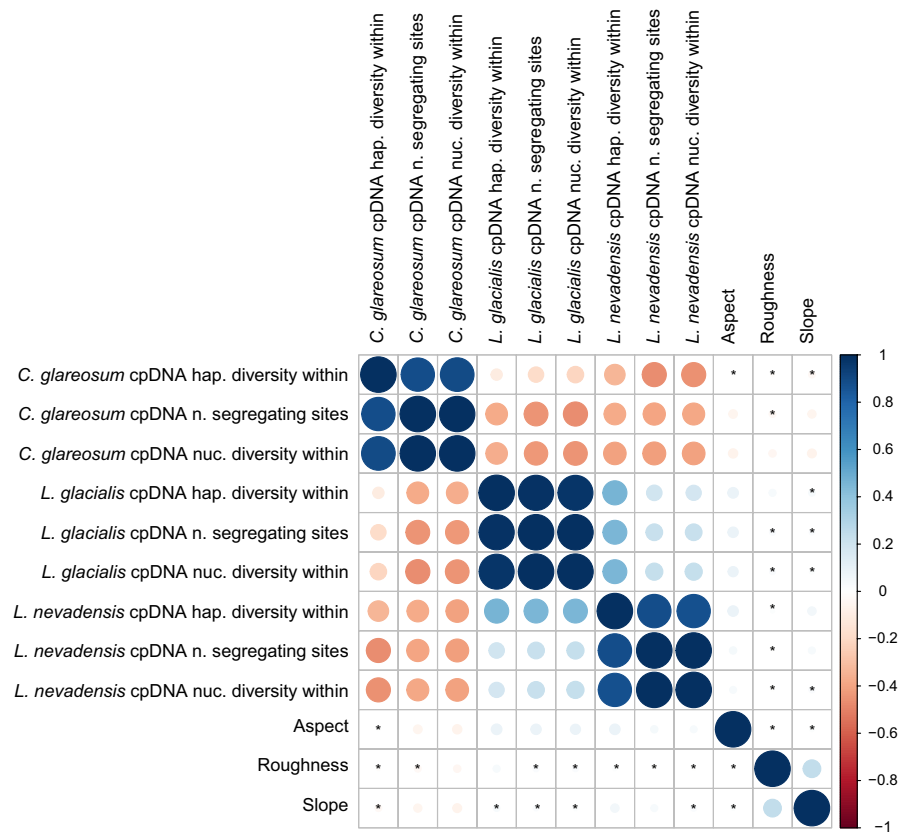 C. glareosum cpDNA hap. diversity within
C. glareosum cpDNA n. segregating sites
C. glareosum cpDNA nuc. diversity within
L. glacialis cpDNA hap. diversity within
L. glacialis cpDNA n. segregating sites
L. glacialis cpDNA nuc. diversity within
L. nevadensis cpDNA hap. diversity within
L. nevadensis cpDNA n. segregating sites
L. nevadensis cpDNA nuc. diversity within
Aspect
Roughness
Slope
C. glareosum cpDNA hap. diversity within * * *
C. glareosum cpDNA n. segregating sites *
C. glareosum cpDNA nuc. diversity within
L. glacialis cpDNA hap. diversity within *
L. glacialis cpDNA n. segregating sites * *
L. glacialis cpDNA nuc. diversity within * *
L. nevadensis cpDNA hap. diversity within *
L. nevadensis cpDNA n. segregating sites *
L. nevadensis cpDNA nuc. diversity within * *
Aspect * * *
Roughness * * * * * * * *
Slope * * * * * *
1
0.8
0.6
0.4
0.2
0
−0.2
−0.4
−0.6
−0.8
−1